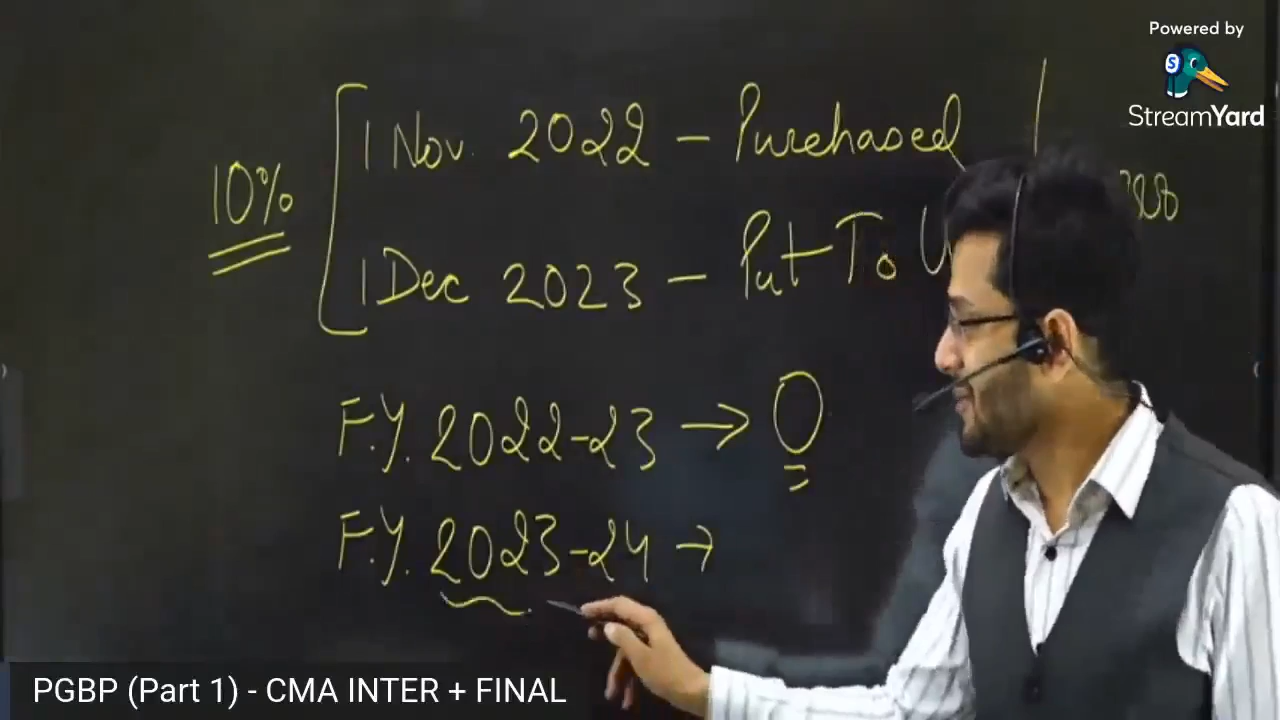 Powered by
StreamYard
1 Nov. 2022 - Purchased
10%
1 Dec 2023 - Put To
F.Y. 2022-23 → 0
F.Y. 2023-24 →
PGBP (Part 1) - CMA INTER + FINAL